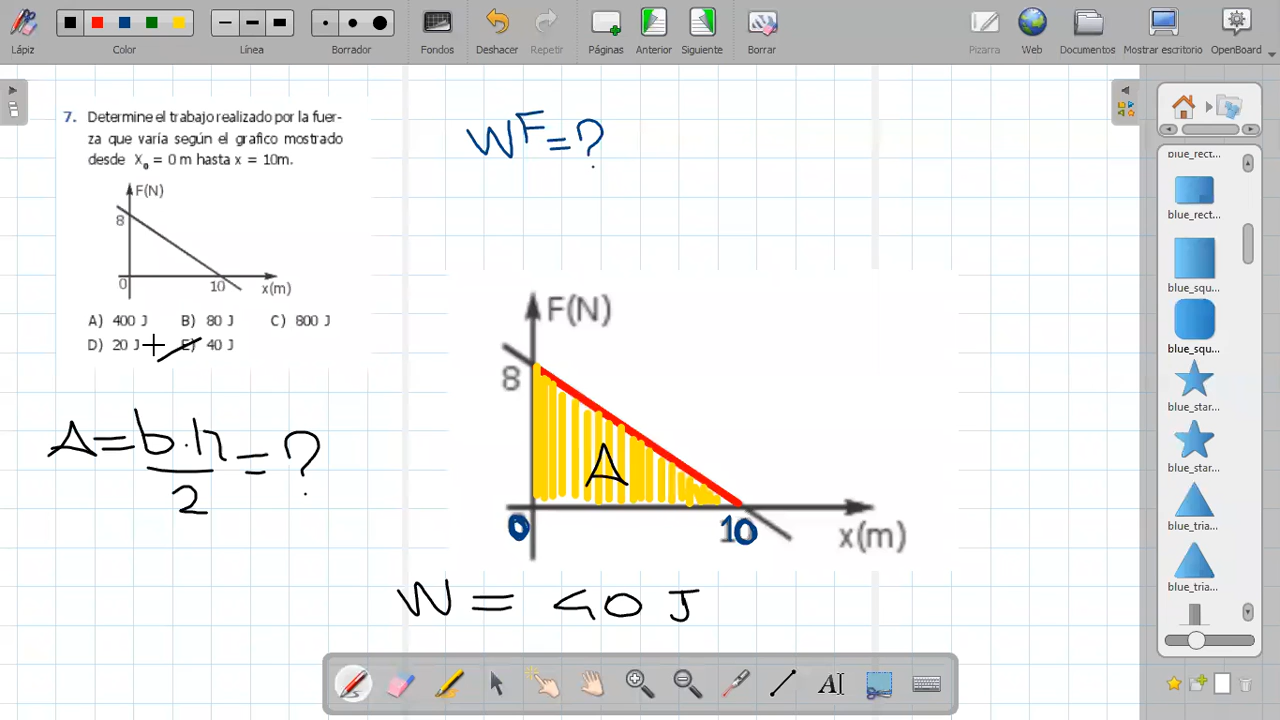 Lápiz Color Línea Borrador Fondos Deshacer Repetir Páginas Anterior Siguiente Borrar Pizarra Web Documentos Mostrar escritorio OpenBoard
7. Determine el trabajo realizado por la fuer-
za que varía según el grafico mostrado
desde X₀ = 0 m hasta x = 10m.
F(N)
8
0 10 x(m)
A) 400 J B) 80 J C) 800 J
D) 20 J E) 40 J
A = b.h/2 = ?
W^F = ?
F(N)
8
A
0 10 x(m)
W = 40 J
blue_rect...
blue_rect...
blue_squ...
blue_squ...
blue_star...
blue_star...
blue_tria...
blue_tria...